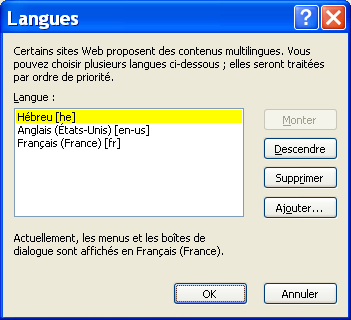 Langues
Certains sites Web proposent des contenus multilingues. Vous
pouvez choisir plusieurs langues ci-dessous ; elles seront traitées
par ordre de priorité.
Langue :
Hébreu [he]
Anglais (États-Unis) [en-us]
Français (France) [fr]
Monter
Descendre
Supprimer
Ajouter...
Actuellement, les menus et les boîtes de
dialogue sont affichés en Français (France).
OK
Annuler